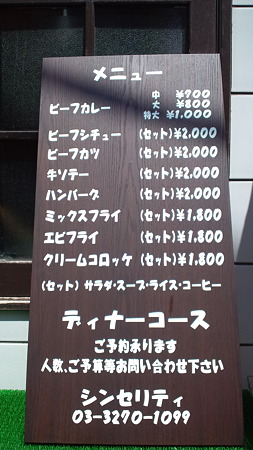 メニュー
中 ¥700
ビーフカレー 大 ¥800
特大 ¥1,000
ビーフシチュー (セット)¥2,000
ビーフカツ (セット)¥2,000
キソテー (セット)¥2,000
ハンバーグ (セット)¥2,000
ミックスフライ (セット)¥1,800
エビフライ (セット)¥1,800
クリームコロッケ (セット)¥1,800
(セット) サラダ・スープ・ライス・コーヒー
ディナーコース
ご予約承ります
人数、ご予算等お問い合わせ下さい
シンセリティ
03-3270-1099